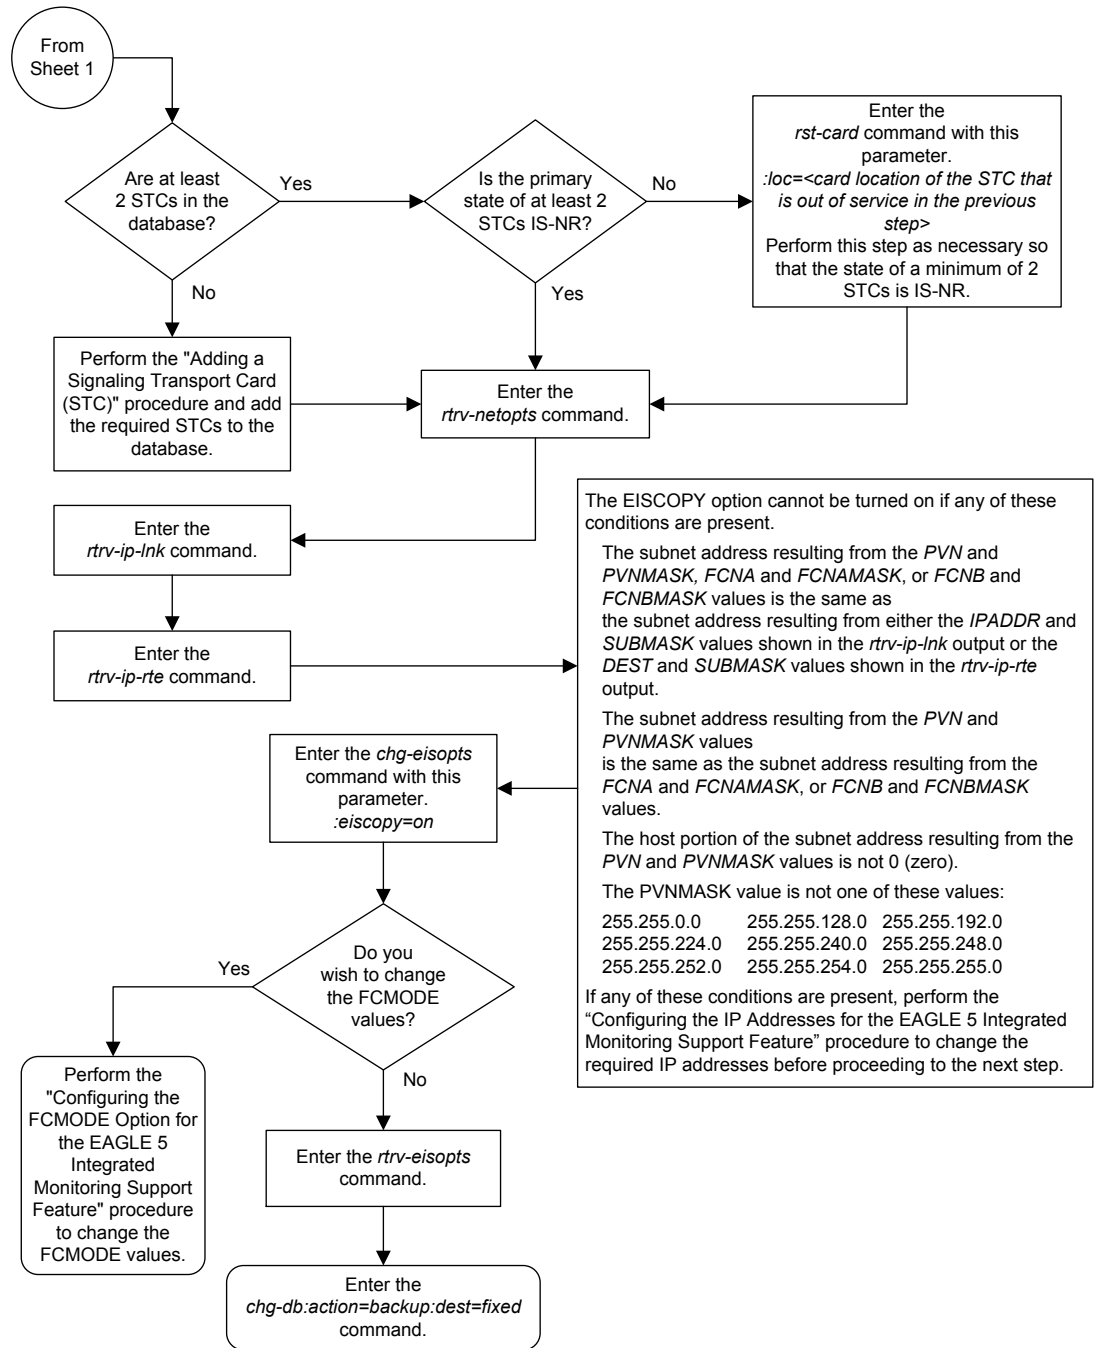 From
Sheet 1
Are at least
2 STCs in the
database?
Yes
No
Is the primary
state of at least 2
STCs IS-NR?
No
Yes
Enter the
rst-card command with this
parameter.
:loc=<card location of the STC that
is out of service in the previous
step>
Perform this step as necessary so
that the state of a minimum of 2
STCs is IS-NR.
Perform the "Adding a
Signaling Transport Card
(STC)" procedure and add
the required STCs to the
database.
Enter the
rtrv-netopts command.
Enter the
rtrv-ip-lnk command.
Enter the
rtrv-ip-rte command.
The EISCOPY option cannot be turned on if any of these
conditions are present.
The subnet address resulting from the PVN and
PVNMASK, FCNA and FCNAMASK, or FCNB and
FCNBMASK values is the same as
the subnet address resulting from either the IPADDR and
SUBMASK values shown in the rtrv-ip-lnk output or the
DEST and SUBMASK values shown in the rtrv-ip-rte
output.
The subnet address resulting from the PVN and
PVNMASK values
is the same as the subnet address resulting from the
FCNA and FCNAMASK, or FCNB and FCNBMASK
values.
The host portion of the subnet address resulting from the
PVN and PVNMASK values is not 0 (zero).
The PVNMASK value is not one of these values:
255.255.0.0 255.255.128.0 255.255.192.0
255.255.224.0 255.255.240.0 255.255.248.0
255.255.252.0 255.255.254.0 255.255.255.0
If any of these conditions are present, perform the
“Configuring the IP Addresses for the EAGLE 5 Integrated
Monitoring Support Feature” procedure to change the
required IP addresses before proceeding to the next step.
Enter the chg-eisopts
command with this
parameter.
:eiscopy=on
Do you
wish to change
the FCMODE
values?
Yes
No
Perform the
"Configuring the
FCMODE Option for
the EAGLE 5
Integrated
Monitoring Support
Feature" procedure
to change the
FCMODE values.
Enter the rtrv-eisopts
command.
Enter the
chg-db:action=backup:dest=fixed
command.